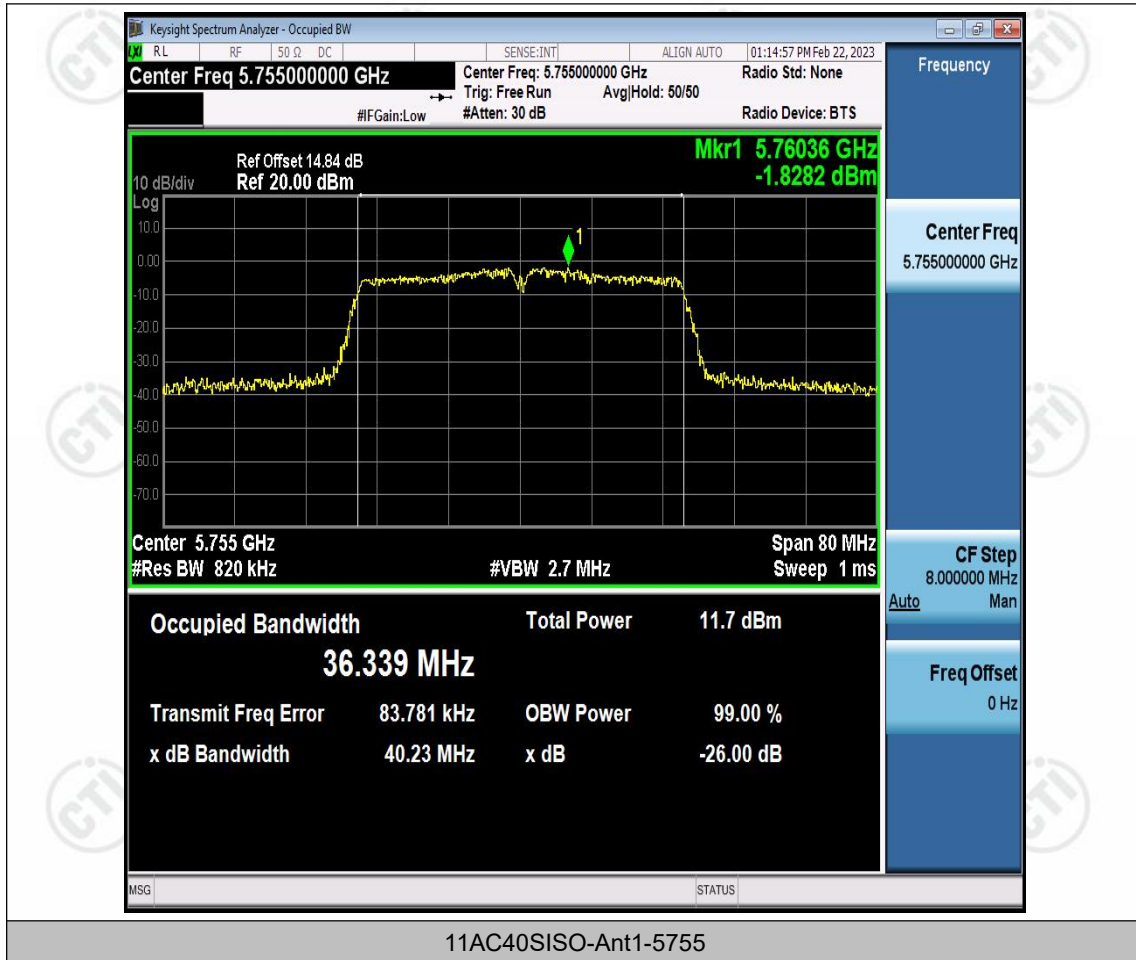 Keysight Spectrum Analyzer - Occupied BW
LXI RL RF 50 Ω DC SENSE:INT ALIGN AUTO 01:14:57 PM Feb 22, 2023
Center Freq 5.755000000 GHz
Center Freq: 5.755000000 GHz Radio Std: None
Trig: Free Run Avg|Hold: 50/50
#IFGain:Low #Atten: 30 dB Radio Device: BTS
Frequency
Mkr1 5.76036 GHz
-1.8282 dBm
Ref Offset 14.84 dB
10 dB/div Ref 20.00 dBm
Log
10.0
0.00
-10.0
-20.0
-30.0
-40.0
-50.0
-60.0
-70.0
1
Center 5.755 GHz Span 80 MHz
#Res BW 820 kHz #VBW 2.7 MHz Sweep 1 ms
Center Freq
5.755000000 GHz
CF Step
8.000000 MHz
Auto Man
Freq Offset
0 Hz
Occupied Bandwidth Total Power 11.7 dBm
36.339 MHz
Transmit Freq Error 83.781 kHz OBW Power 99.00 %
x dB Bandwidth 40.23 MHz x dB -26.00 dB
MSG STATUS
11AC40SISO-Ant1-5755
CTI
CTI
CTI
CTI
CTI
CTI